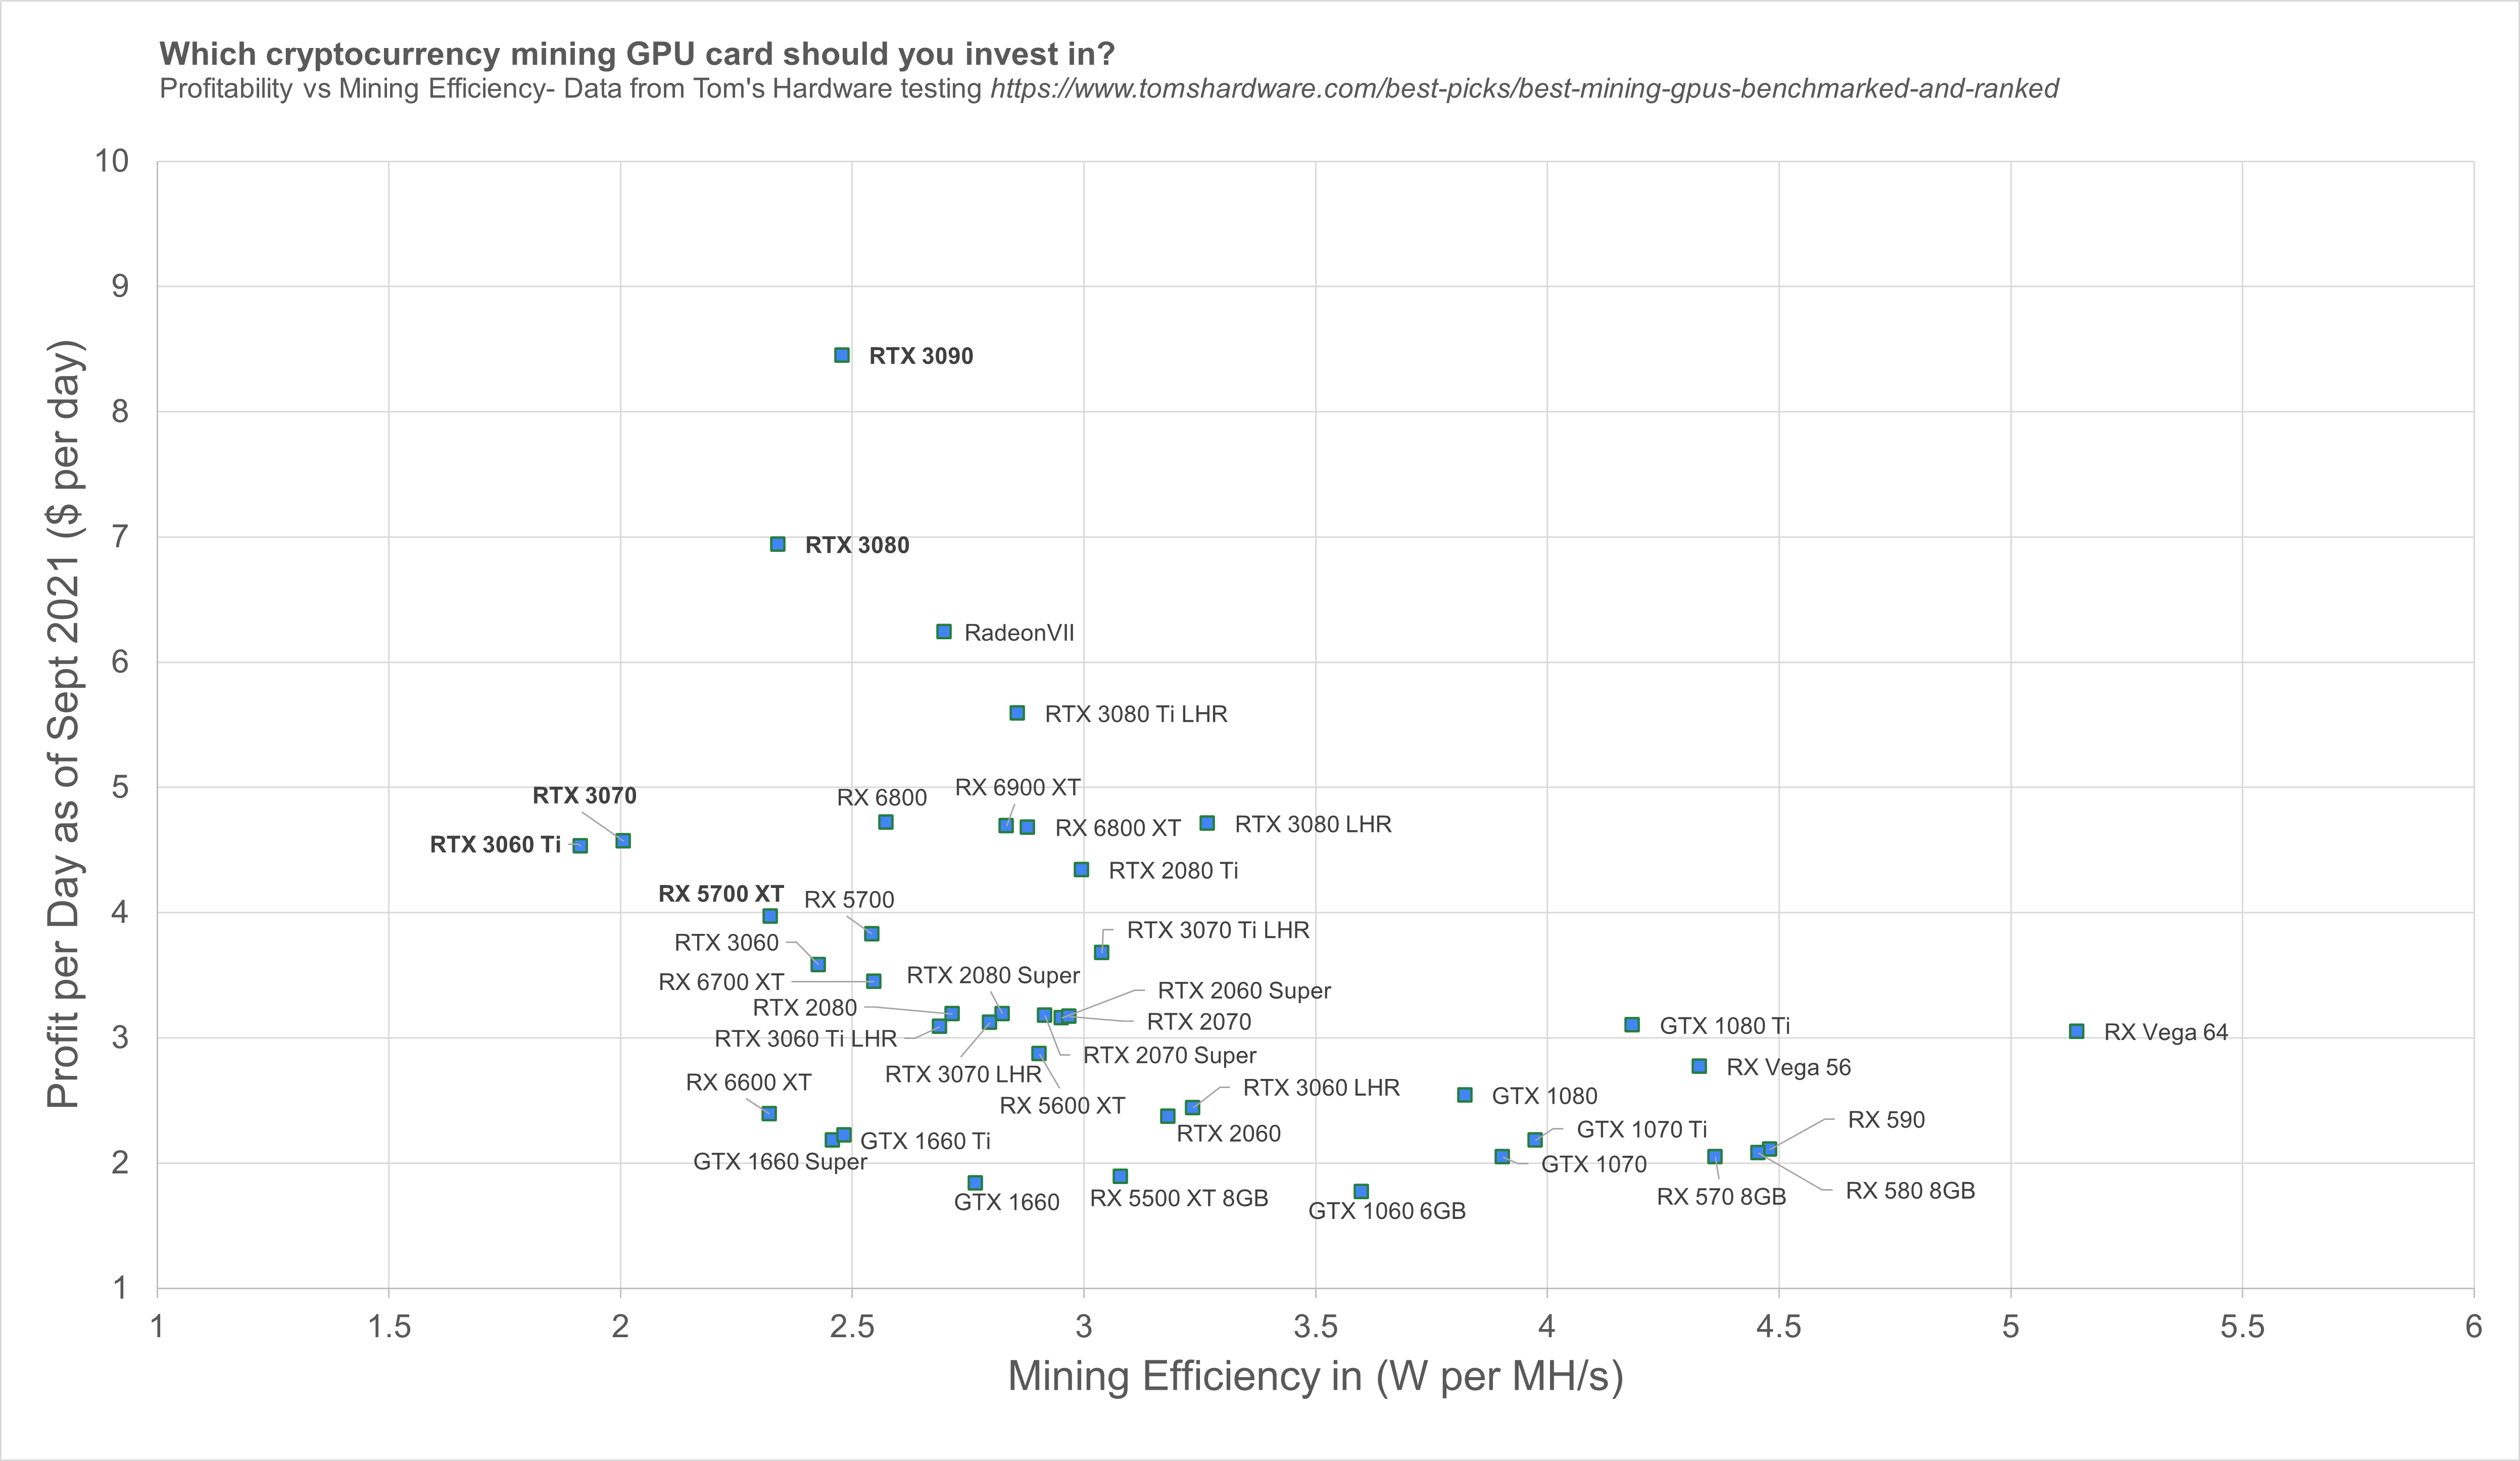 Which cryptocurrency mining GPU card should you invest in?
Profitability vs Mining Efficiency- Data from Tom's Hardware testing https://www.tomshardware.com/best-picks/best-mining-gpus-benchmarked-and-ranked
Profit per Day as of Sept 2021 ($ per day)
10
9
8
7
6
5
4
3
2
1
RTX 3090
RTX 3080
RadeonVII
RTX 3080 Ti LHR
RX 6900 XT
RTX 3070
RX 6800
RTX 3080 LHR
RX 6800 XT
RTX 3060 Ti
RTX 2080 Ti
RX 5700 XT
RX 5700
RTX 3070 Ti LHR
RTX 3060
RTX 2080 Super
RX 6700 XT
RTX 2060 Super
RTX 2080
RTX 2070
GTX 1080 Ti
RX Vega 64
RTX 3060 Ti LHR
RTX 2070 Super
RX Vega 56
RTX 3070 LHR
RX 6600 XT
RTX 3060 LHR
GTX 1080
RX 5600 XT
RX 590
GTX 1070 Ti
RTX 2060
GTX 1660 Ti
GTX 1660 Super
GTX 1070
RX 580 8GB
RX 570 8GB
RX 5500 XT 8GB
GTX 1660
GTX 1060 6GB
1
1.5
2
2.5
3
3.5
4
4.5
5
5.5
6
Mining Efficiency in (W per MH/s)